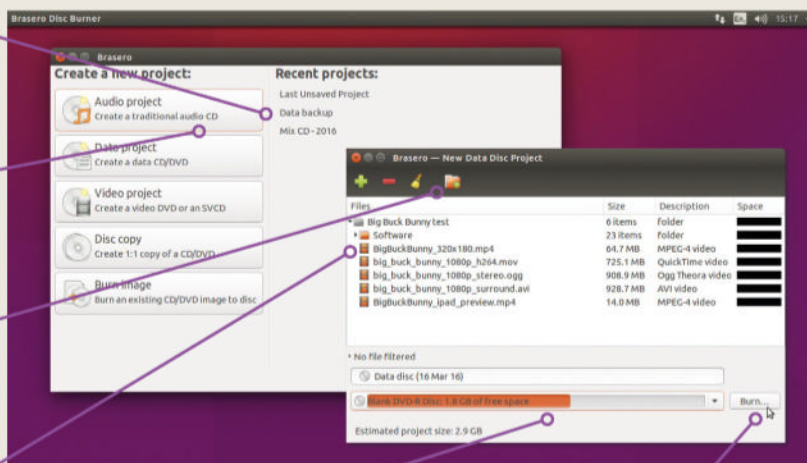 Brasero Disc Burner
En
15:17
Brasero
Create a new project:
Audio project
Create a traditional audio CD
Data project
Create a data CD/DVD
Video project
Create a video DVD or an SVCD
Disc copy
Create 1:1 copy of a CD/DVD
Burn image
Burn an existing CD/DVD image to disc
Recent projects:
Last Unsaved Project
Data backup
Mix CD - 2016
Brasero — New Data Disc Project
Files Size Description Space
Big Buck Bunny test 6 items folder
Software 23 items folder
BigBuckBunny_320x180.mp4 64.7 MB MPEG-4 video
big_buck_bunny_1080p_h264.mov 725.1 MB QuickTime video
big_buck_bunny_1080p_stereo.ogg 908.9 MB Ogg Theora video
big_buck_bunny_1080p_surround.avi 928.7 MB AVI video
BigBuckBunny_ipad_preview.mp4 14.0 MB MPEG-4 video
No file filtered
Data disc (16 Mar 16)
Blank DVD-R Disc: 1.8 GB of free space
Burn...
Estimated project size: 2.9 GB